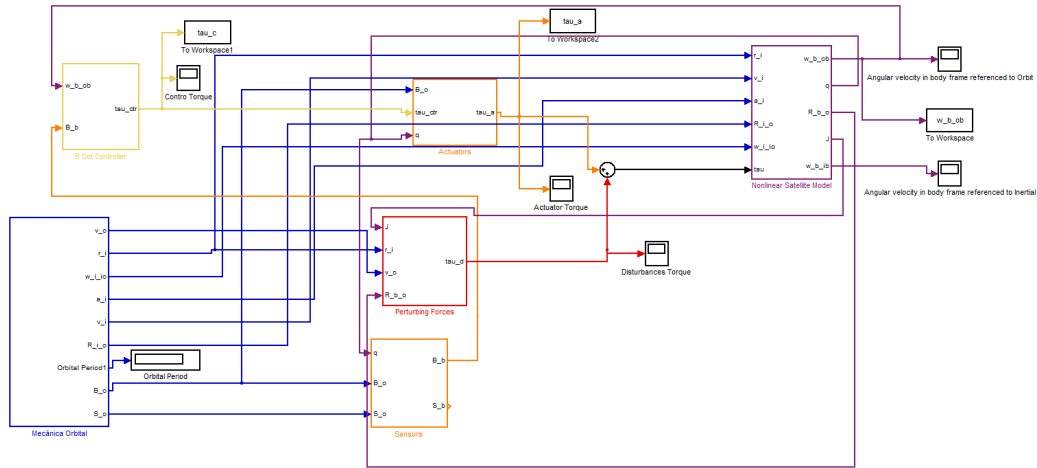 tau_c
To Workspace1
tau_a
To Workspace2
w_b_ob
B_b
tau_ctr
B Dot Controller
Contro Torque
B_o
tau_ctr
q
tau_a
Actuators
r_i
v_i
a_i
R_i_o
w_i_io
tau
w_b_ob
q
R_b_o
J
w_b_ib
Nonlinear Satellite Model
Angular velocity in body frame referenced to Orbit
w_b_ob
To Workspace
Angular velocity in body frame referenced to Inertial
Actuator Torque
Disturbances Torque
J
r_i
v_o
R_b_o
tau_d
Perturbing Forces
v_o
r_i
w_i_io
a_i
v_i
R_i_o
Orbital Period1
B_o
S_o
Mecánica Orbital
Orbital Period
q
B_o
S_o
B_b
S_b
Sensors